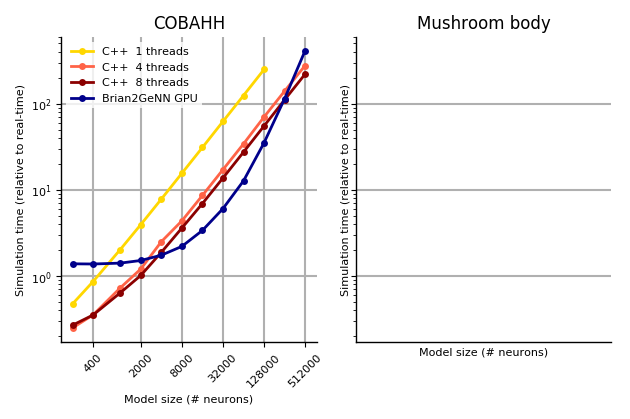 COBAHH
Mushroom body
C++ 1 threads
C++ 4 threads
C++ 8 threads
Brian2GeNN GPU
Simulation time (relative to real-time)
10²
10¹
10⁰
400
2000
8000
32000
128000
512000
Model size (# neurons)
Simulation time (relative to real-time)
Model size (# neurons)